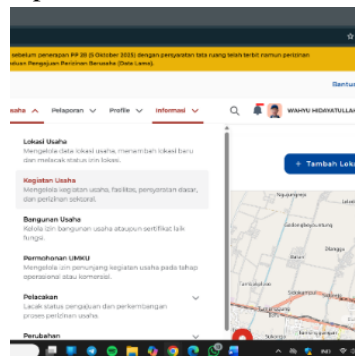 sebelum penerapan PP 28 (5 Oktober 2025) dengan persyaratan tata ruang telah terbit namun perizinan
Pengajuan Perizinan Berusaha (Data Lama).
Bantua
saha
Pelaporan
Profile
Informasi
WAHYU HIDAYATULLAH
Lokasi Usaha
Mengelola data lokasi usaha, menambah lokasi baru
dan melacak status izin lokasi.
+ Tambah Loka
Kegiatan Usaha
Mengelola kegiatan usaha, fasilitas, persyaratan dasar,
dan perizinan sektoral.
Bangunan Usaha
Kelola izin bangunan usaha ataupun sertifikat laik
fungsi.
Permohonan UMKU
Mengelola izin penunjang kegiatan usaha pada tahap
operasional atau komersial.
Pelacakan
Lacak status pengajuan dan perkembangan
proses perizinan usaha.
Perubahan